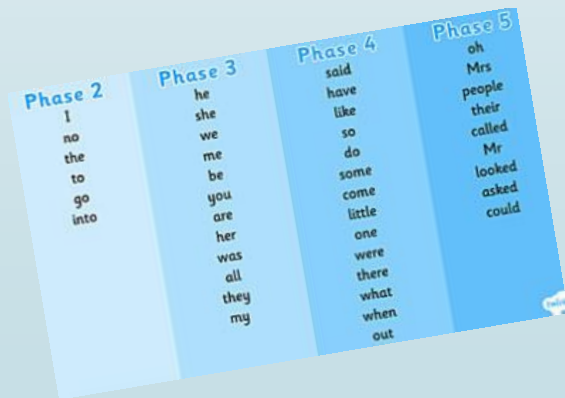 Phase 2
I
no
the
to
go
into
Phase 3
he
she
we
me
be
you
are
her
was
all
they
my
Phase 4
said
have
like
so
do
some
come
little
one
were
there
what
when
out
Phase 5
oh
Mrs
people
their
called
Mr
looked
asked
could